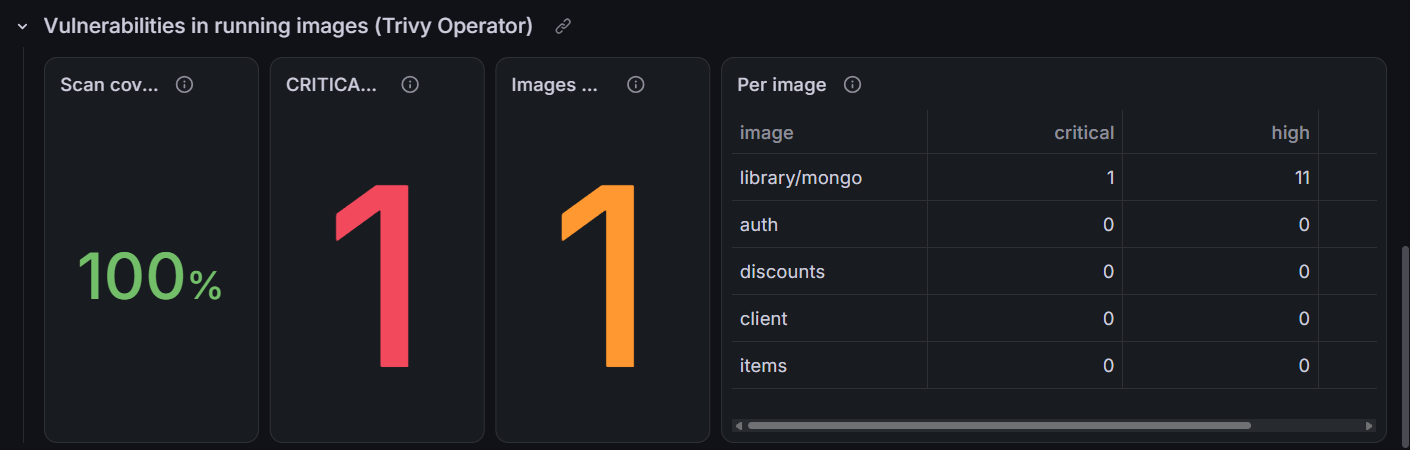 Vulnerabilities in running images (Trivy Operator)
Scan cov...
CRITICA...
Images ...
Per image
100%
1
1
image critical high
library/mongo 1 11
auth 0 0
discounts 0 0
client 0 0
items 0 0